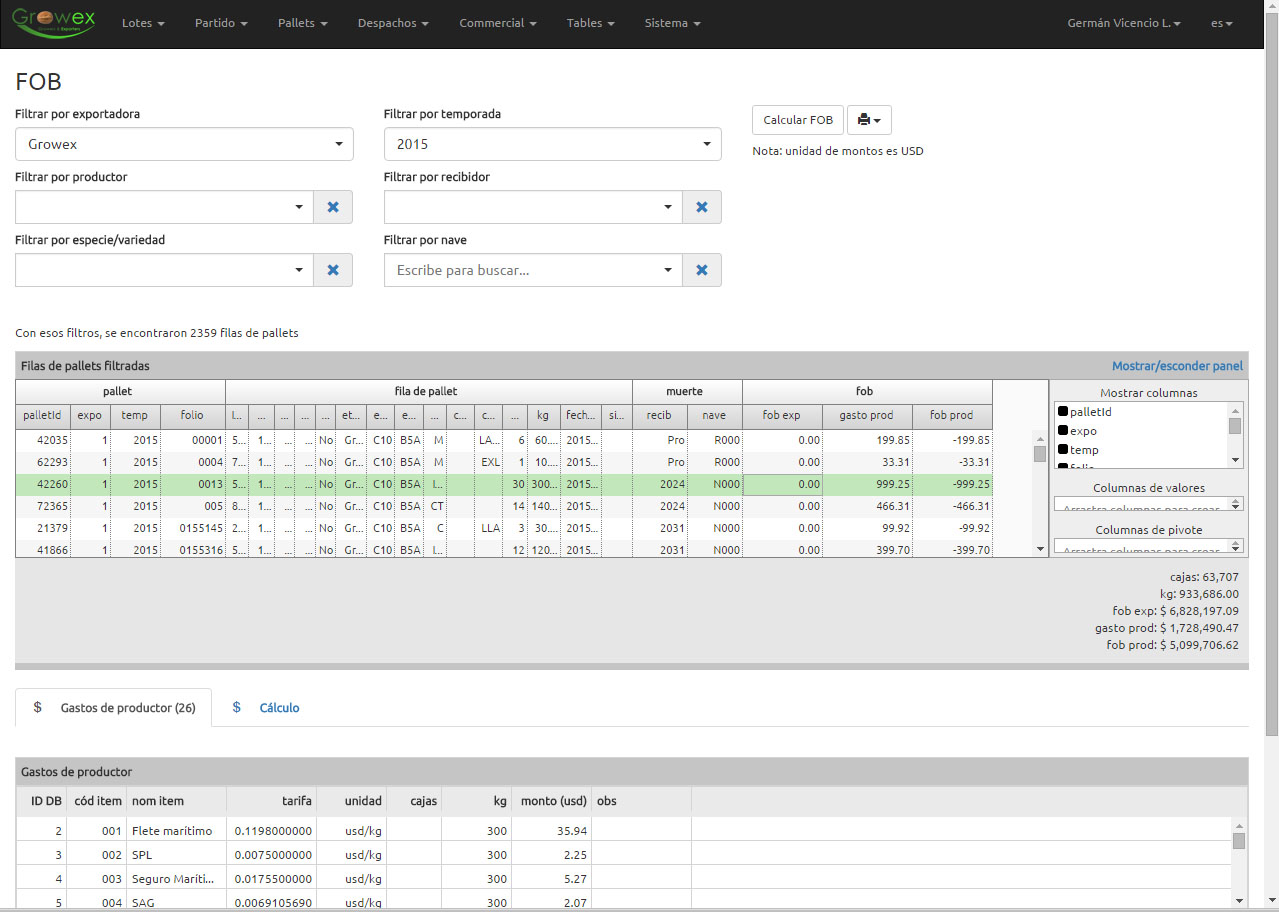 Growex
Growers & Exporters
Lotes Partido Pallets Despachos Commercial Tables Sistema Germán Vicencio L. es
FOB
Filtrar por exportadora Filtrar por temporada
Growex 2015 Calcular FOB
Nota: unidad de montos es USD
Filtrar por productor Filtrar por recibidor
Filtrar por especie/variedad Filtrar por nave
Escribe para buscar...
Con esos filtros, se encontraron 2359 filas de pallets
Filas de pallets filtradas Mostrar/esconder panel
pallet fila de pallet muerte fob
palletId expo temp folio l... ... ... ... ... et... e... e... ... c... c... ... kg fech... si... recib nave fob exp gasto prod fob prod
42035 1 2015 00001 5... 1... ... ... No Gr... C10 B5A M LA... 6 60.... 2015... Pro R000 0.00 199.85 -199.85
62293 1 2015 0004 7... 1... ... ... No Gr... C10 B5A M EXL 1 10.... 2015... Pro R000 0.00 33.31 -33.31
42260 1 2015 0013 5... 1... ... ... No Gr... C10 B5A l... 30 300... 2015... 2024 N000 0.00 999.25 -999.25
72365 1 2015 005 8... 1... ... ... No Gr... C10 B5A CT 14 140... 2015... 2024 N000 0.00 466.31 -466.31
21379 1 2015 0155145 2... 1... ... ... No Gr... C10 B5A C LLA 3 30.... 2015... 2031 N000 0.00 99.92 -99.92
41866 1 2015 0155316 5... 1... ... ... No Gr... C10 B5A l... 12 120... 2015... 2031 N000 0.00 399.70 -399.70
Mostrar columnas
palletId
expo
temp
folio
Columnas de valores
Arrastra columnas para crear
Columnas de pivote
Arrastra columnas para crear
cajas: 63,707
kg: 933,686.00
fob exp: $ 6,828,197.09
gasto prod: $ 1,728,490.47
fob prod: $ 5,099,706.62
$ Gastos de productor (26) $ Cálculo
Gastos de productor
ID DB cód item nom item tarifa unidad cajas kg monto (usd) obs
2 001 Flete marítimo 0.1198000000 usd/kg 300 35.94
3 002 SPL 0.0075000000 usd/kg 300 2.25
4 003 Seguro Maríti... 0.0175500000 usd/kg 300 5.27
5 004 SAG 0.0069105690 usd/kg 300 2.07